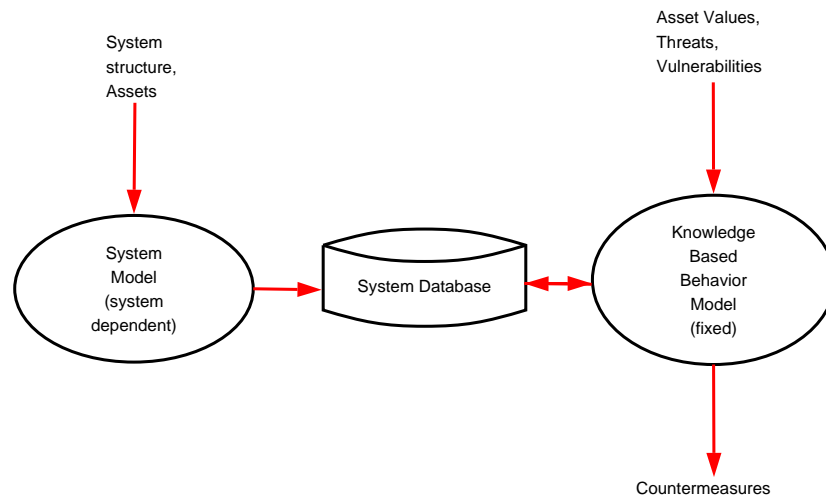 System
structure,
Assets
Asset Values,
Threats,
Vulnerabilities
System
Model
(system
dependent)
System Database
Knowledge
Based
Behavior
Model
(fixed)
Countermeasures